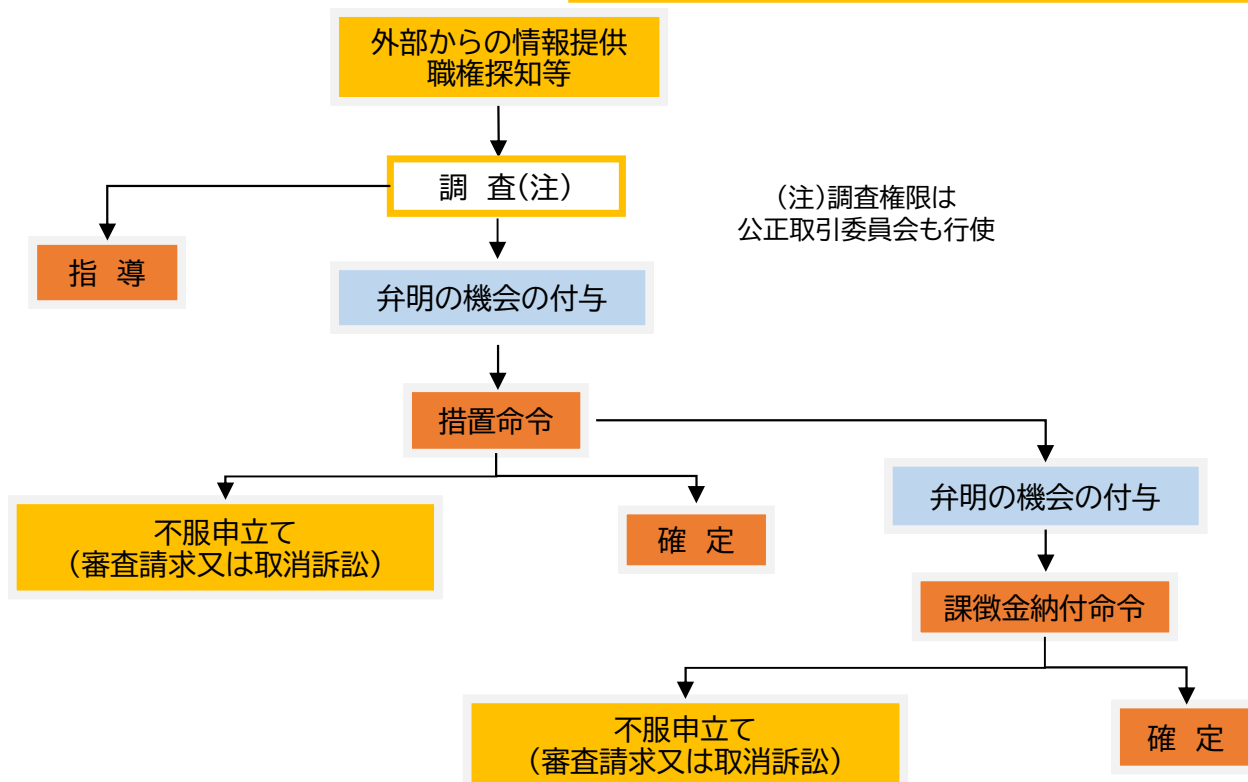 外部からの情報提供
職権探知等
調 査(注)
(注)調査権限は
公正取引委員会も行使
指 導
弁明の機会の付与
措置命令
弁明の機会の付与
不服申立て
(審査請求又は取消訴訟)
確 定
課徴金納付命令
不服申立て
(審査請求又は取消訴訟)
確 定